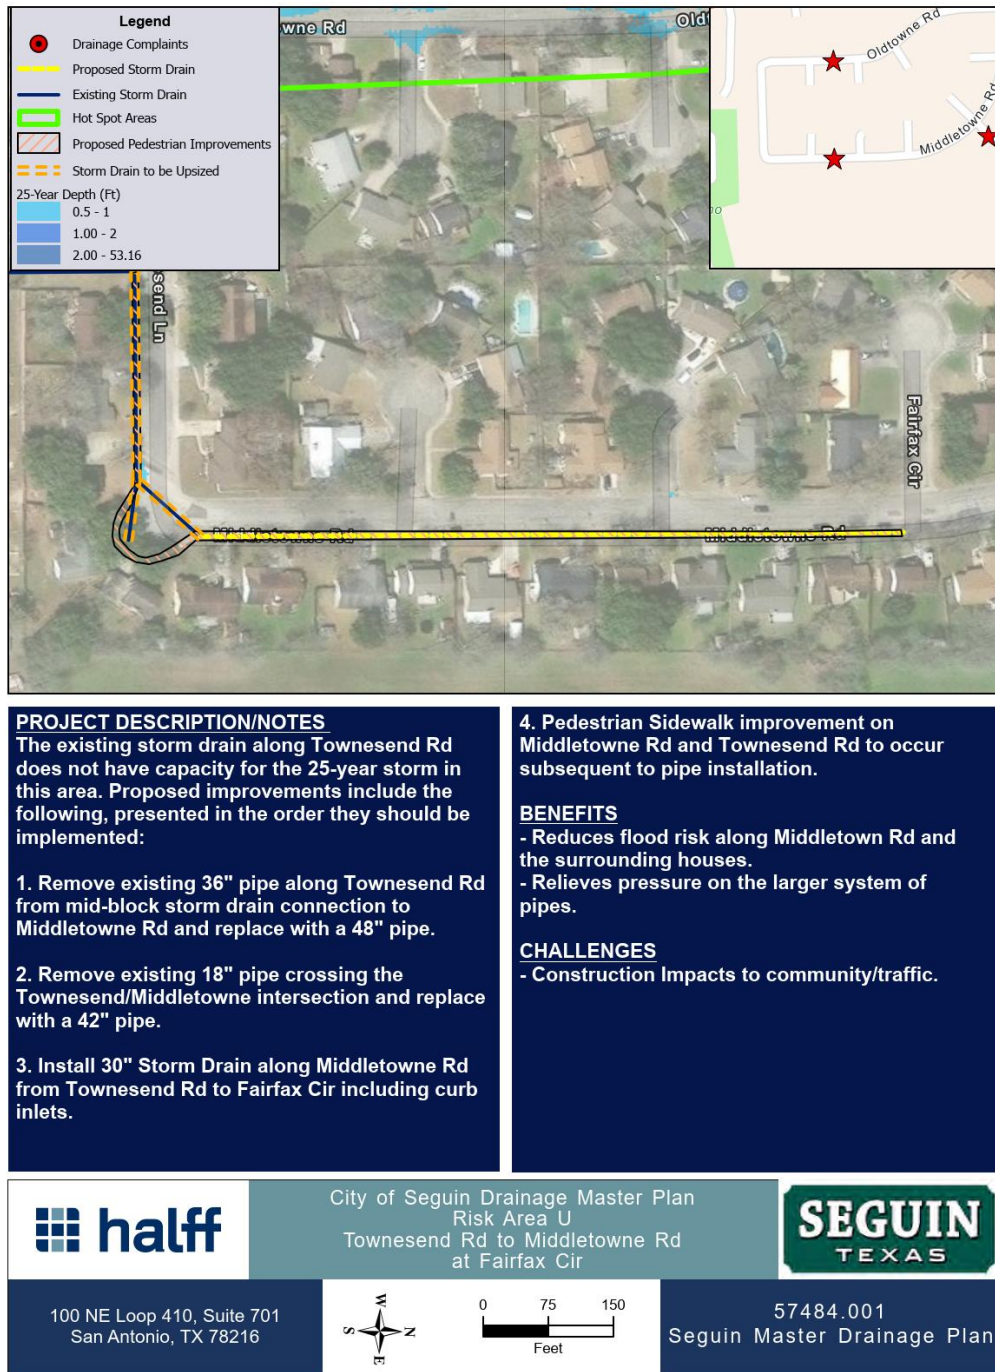 Legend
Drainage Complaints
Proposed Storm Drain
Existing Storm Drain
Hot Spot Areas
Proposed Pedestrian Improvements
Storm Drain to be Upsized
25-Year Depth (Ft)
0.5 - 1
1.00 - 2
2.00 - 53.16
wne Rd
Old
Oldtowne Rd
Middletowne Rd
no
send Ln
Fairfax Cir
Middletowne Rd
Middletowne Rd
PROJECT DESCRIPTION/NOTES
The existing storm drain along Townesend Rd
does not have capacity for the 25-year storm in
this area. Proposed improvements include the
following, presented in the order they should be
implemented:
1. Remove existing 36" pipe along Townesend Rd
from mid-block storm drain connection to
Middletowne Rd and replace with a 48" pipe.
2. Remove existing 18" pipe crossing the
Townesend/Middletowne intersection and replace
with a 42" pipe.
3. Install 30" Storm Drain along Middletowne Rd
from Townesend Rd to Fairfax Cir including curb
inlets.
4. Pedestrian Sidewalk improvement on
Middletowne Rd and Townesend Rd to occur
subsequent to pipe installation.
BENEFITS
- Reduces flood risk along Middletown Rd and
the surrounding houses.
- Relieves pressure on the larger system of
pipes.
CHALLENGES
- Construction Impacts to community/traffic.
halff
City of Seguin Drainage Master Plan
Risk Area U
Townesend Rd to Middletowne Rd
at Fairfax Cir
SEGUIN
TEXAS
100 NE Loop 410, Suite 701
San Antonio, TX 78216
W
S N
E
0 75 150
Feet
57484.001
Seguin Master Drainage Plan